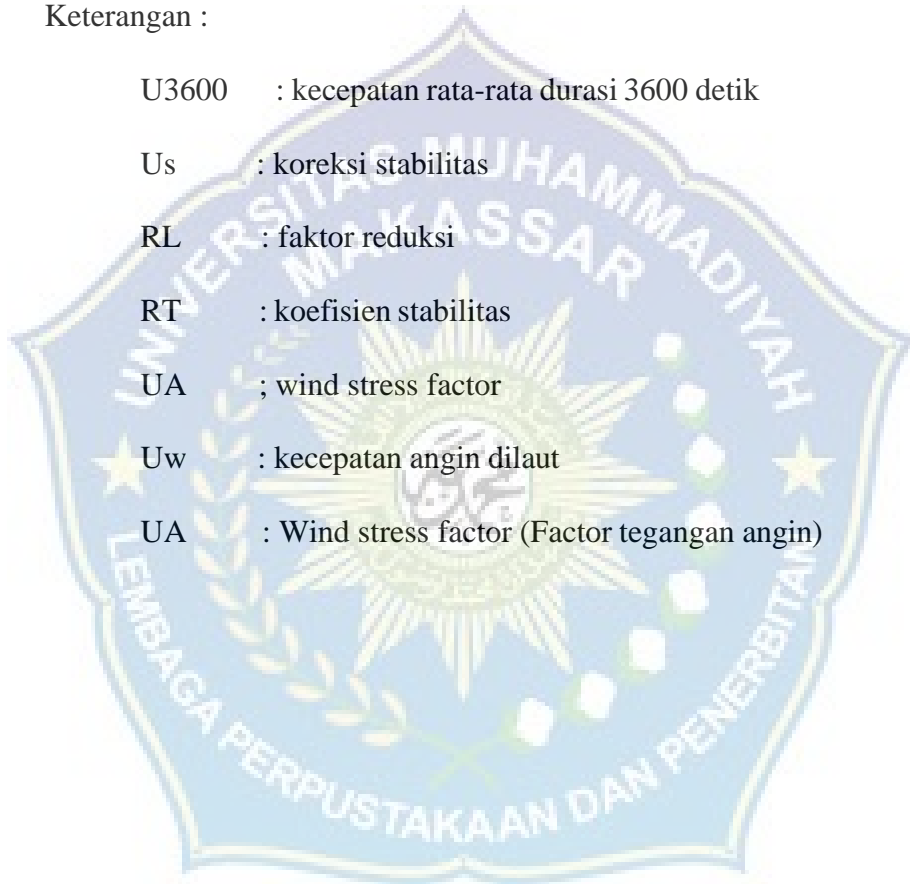 Keterangan :
U3600 : kecepatan rata-rata durasi 3600 detik
Us : koreksi stabilitas
RL : faktor reduksi
RT : koefisien stabilitas
UA ; wind stress factor
Uw : kecepatan angin dilaut
UA : Wind stress factor (Factor tegangan angin)
UNIVERSITAS MUHAMMADIYAH
MAKASSAR
LEMBAGA PERPUSTAKAAN DAN PENERBITAN